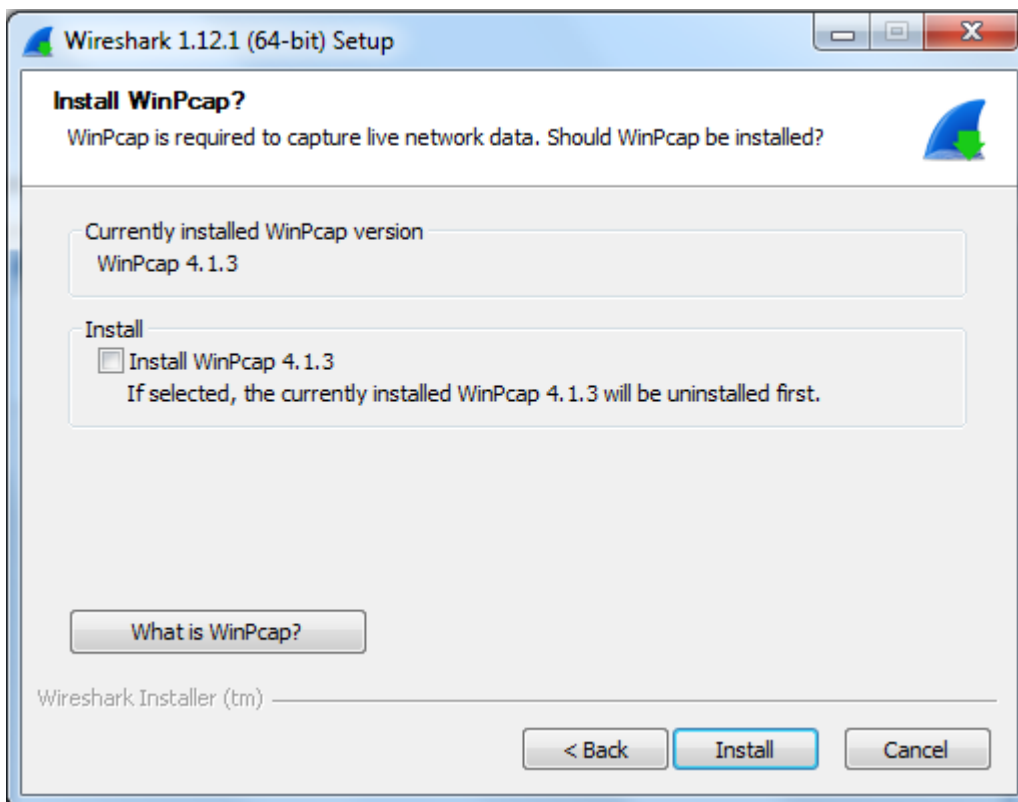 Wireshark 1.12.1 (64-bit) Setup
Install WinPcap?
WinPcap is required to capture live network data. Should WinPcap be installed?
Currently installed WinPcap version
WinPcap 4.1.3
Install
Install WinPcap 4.1.3
If selected, the currently installed WinPcap 4.1.3 will be uninstalled first.
What is WinPcap?
Wireshark Installer (tm)
< Back
Install
Cancel